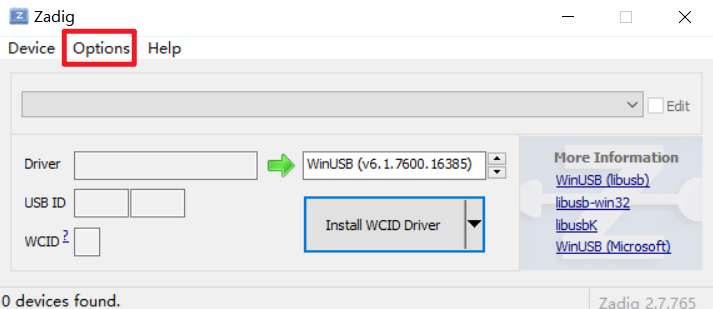 Z Zadig
Device Options Help
Edit
Driver WinUSB (v6.1.7600.16385)
USB ID
WCID ?
Install WCID Driver
More Information
WinUSB (libusb)
libusb-win32
libusbK
WinUSB (Microsoft)
0 devices found.
Zadig 2.7.765